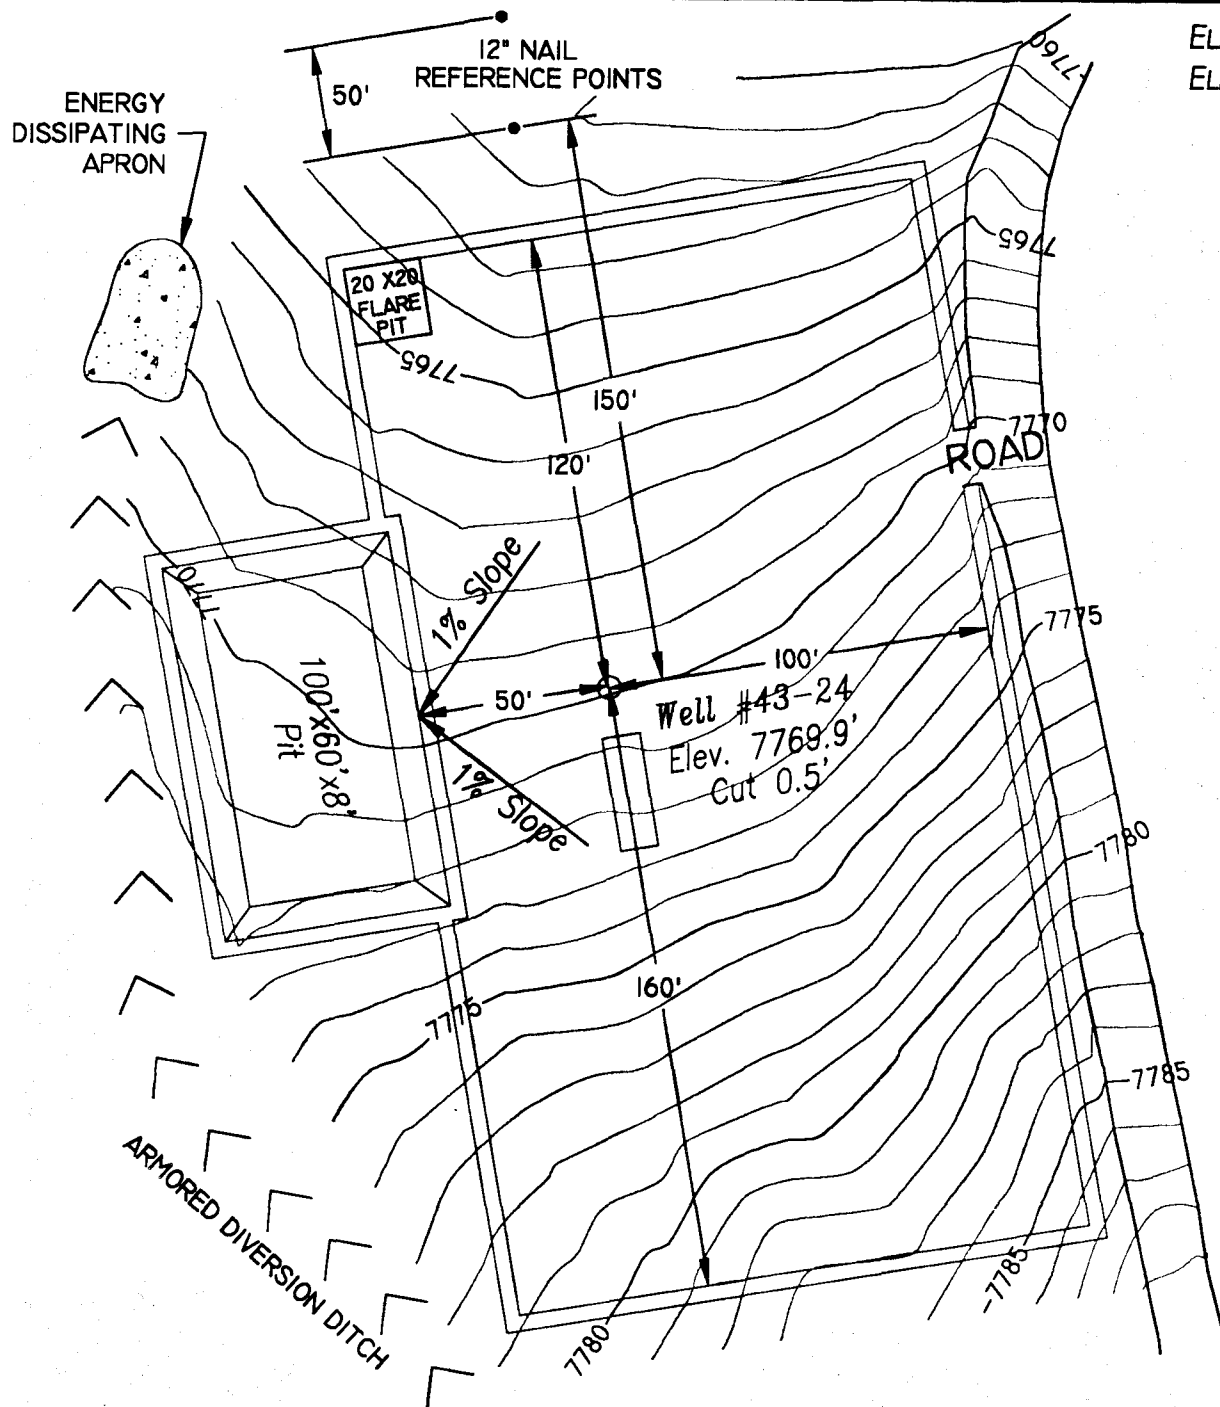 EL
EL
12" NAIL
REFERENCE POINTS
50'
ENERGY
DISSIPATING
APRON
7760
7765
20 X20
FLARE
PIT
7765
150'
120'
7770
ROAD
7770
1% Slope
7775
100'
50'
Well #43-24
Elev. 7769.9'
Cut 0.5'
100'x60'x8'
Pit
1% Slope
7780
160'
7775
7785
ARMORED DIVERSION DITCH
7785
7780